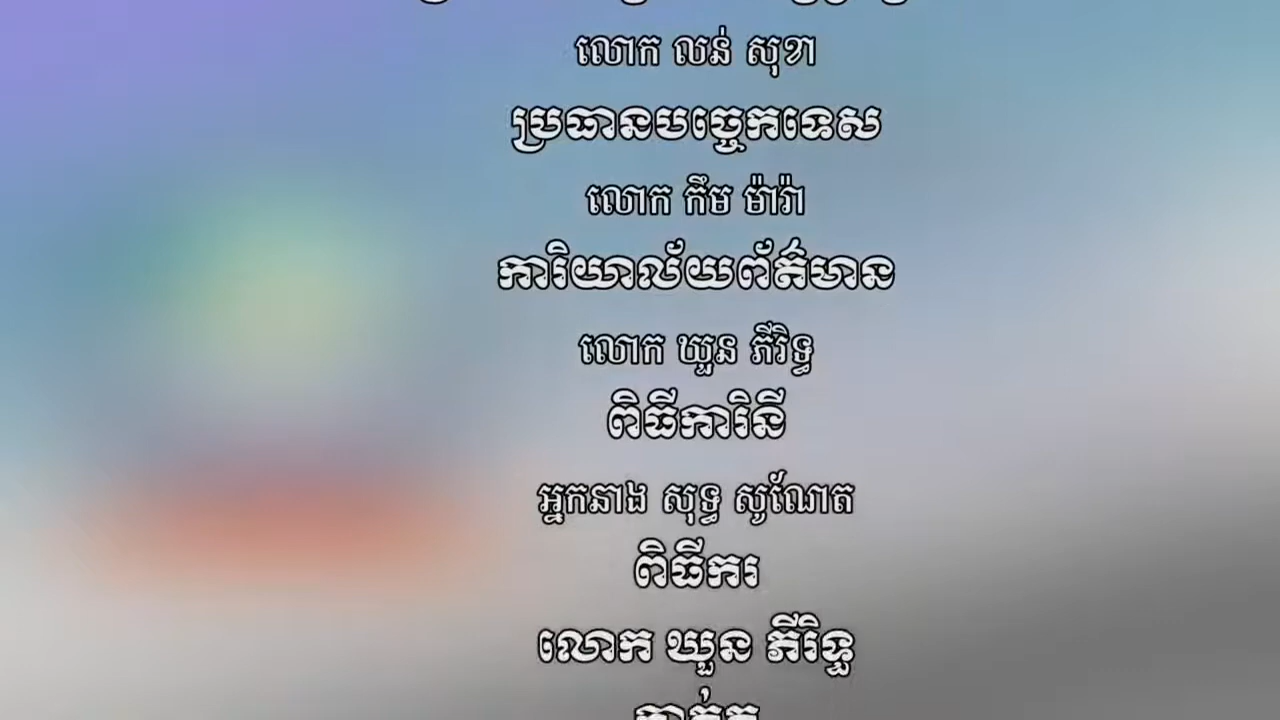 លោក លន់ សុខា
ប្រធានបច្ចេកទេស
លោក កឹម ម៉ារ៉ា
ការិយាល័យព័ត៌មាន
លោក ឃួន ភីរិទ្ធ
ពិធីការិនី
អ្នកនាង សុទ្ធ សូណែត
ពិធីករ
លោក ឃួន ភីរិទ្ធ